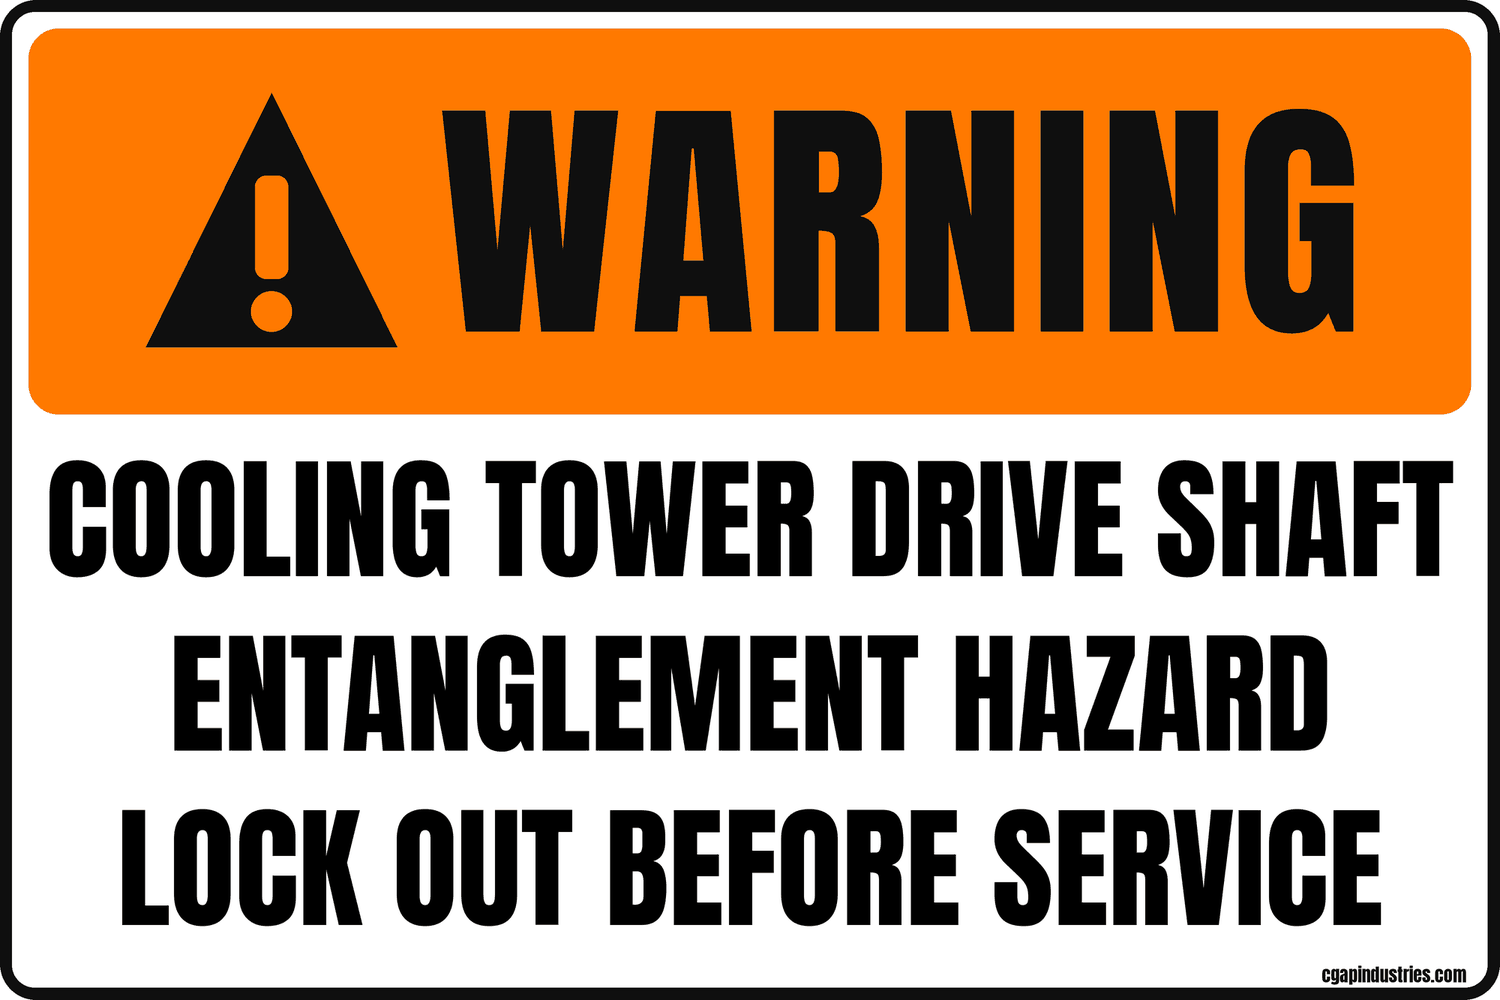 WARNING
COOLING TOWER DRIVE SHAFT
ENTANGLEMENT HAZARD
LOCK OUT BEFORE SERVICE
cgapindustries.com